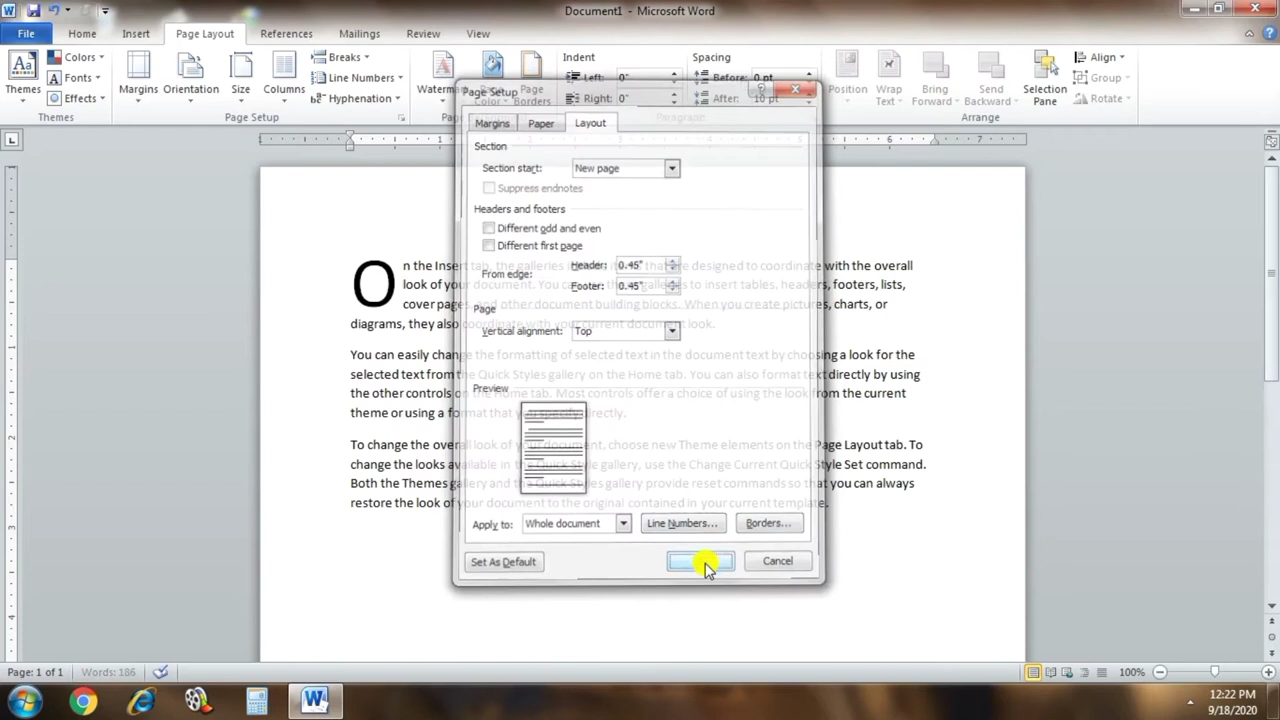 Document1 - Microsoft Word
File Home Insert Page Layout References Mailings Review View
Aa Colors Breaks Indent Spacing Align
Fonts Line Numbers Left: 0" Before: 0 pt Group
Themes Effects Margins Orientation Size Columns Hyphenation Page Right: 0" After: 10 pt Position Wrap Bring Send Selection Rotate
Color Borders Text Forward Backward Pane
Themes Page Setup Paragraph Arrange
Page Setup
Margins Paper Layout
Section
Section start: New page
Suppress endnotes
Headers and footers
Different odd and even
Different first page
From edge: Header: 0.45"
Footer: 0.45"
Page
Vertical alignment: Top
Preview
Apply to: Whole document Line Numbers... Borders...
Set As Default Cancel
On the Insert tab, the galleries include items that are designed to coordinate with the overall
look of your document. You can use these galleries to insert tables, headers, footers, lists,
cover pages, and other document building blocks. When you create pictures, charts, or
diagrams, they also coordinate with your current document look.
You can easily change the formatting of selected text in the document text by choosing a look for the
selected text from the Quick Styles gallery on the Home tab. You can also format text directly by using
the other controls on the Home tab. Most controls offer a choice of using the look from the current
theme or using a format that you specify directly.
To change the overall look of your document, choose new Theme elements on the Page Layout tab. To
change the looks available in the Quick Style gallery, use the Change Current Quick Style Set command.
Both the Themes gallery and the Quick Styles gallery provide reset commands so that you can always
restore the look of your document to the original contained in your current template.
Page: 1 of 1 Words: 186 100%
12:22 PM
9/18/2020